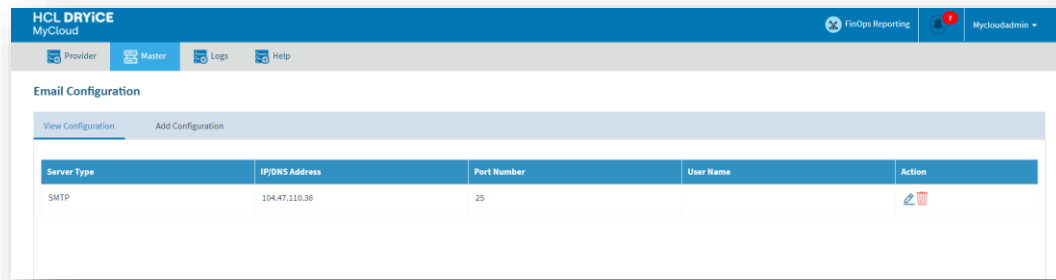 HCL DRYiCE
MyCloud
FinOps Reporting
7
Mycloudadmin
Provider
Master
Logs
Help
Email Configuration
View Configuration
Add Configuration
Server Type IP/DNS Address Port Number User Name Action
SMTP 104.47.110.36 25